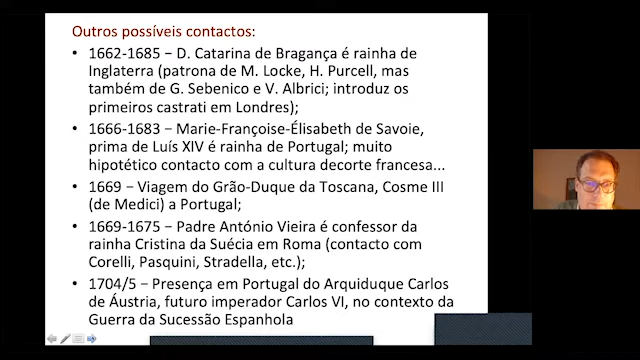 Outros possíveis contactos:
• 1662-1685 − D. Catarina de Bragança é rainha de
Inglaterra (patrona de M. Locke, H. Purcell, mas
também de G. Sebenico e V. Albrici; introduz os
primeiros castrati em Londres);
• 1666-1683 − Marie-Françoise-Élisabeth de Savoie,
prima de Luís XIV é rainha de Portugal; muito
hipotético contacto com a cultura decorte francesa...
• 1669 − Viagem do Grão-Duque da Toscana, Cosme III
(de Medici) a Portugal;
• 1669-1675 − Padre António Vieira é confessor da
rainha Cristina da Suécia em Roma (contacto com
Corelli, Pasquini, Stradella, etc.);
• 1704/5 − Presença em Portugal do Arquiduque Carlos
de Áustria, futuro imperador Carlos VI, no contexto da
Guerra da Sucessão Espanhola